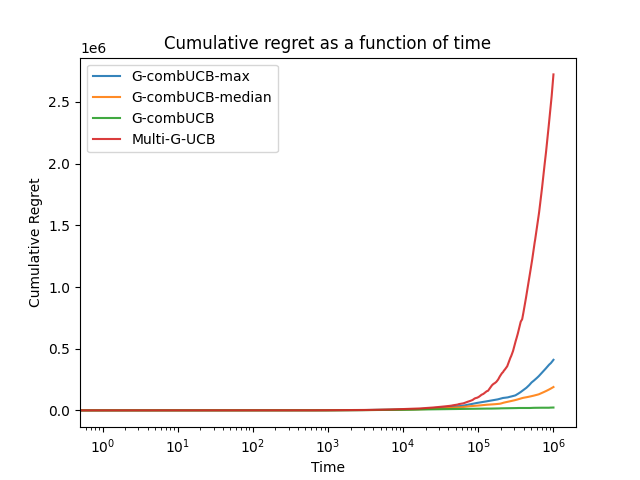 Cumulative regret as a function of time
1e6
G-combUCB-max
G-combUCB-median
G-combUCB
Multi-G-UCB
2.5
2.0
1.5
1.0
0.5
0.0
Cumulative Regret
10^0 10^1 10^2 10^3 10^4 10^5 10^6
Time